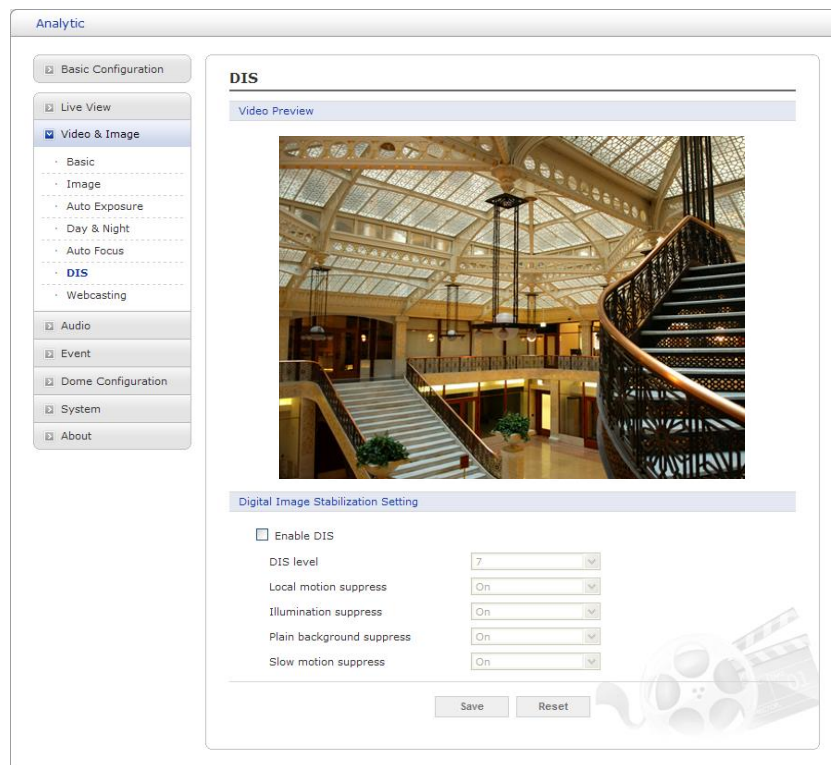 Analytic
Basic Configuration
Live View
Video & Image
Basic
Image
Auto Exposure
Day & Night
Auto Focus
DIS
Webcasting
Audio
Event
Dome Configuration
System
About
DIS
Video Preview
Digital Image Stabilization Setting
Enable DIS
DIS level 7
Local motion suppress On
Illumination suppress On
Plain background suppress On
Slow motion suppress On
Save Reset